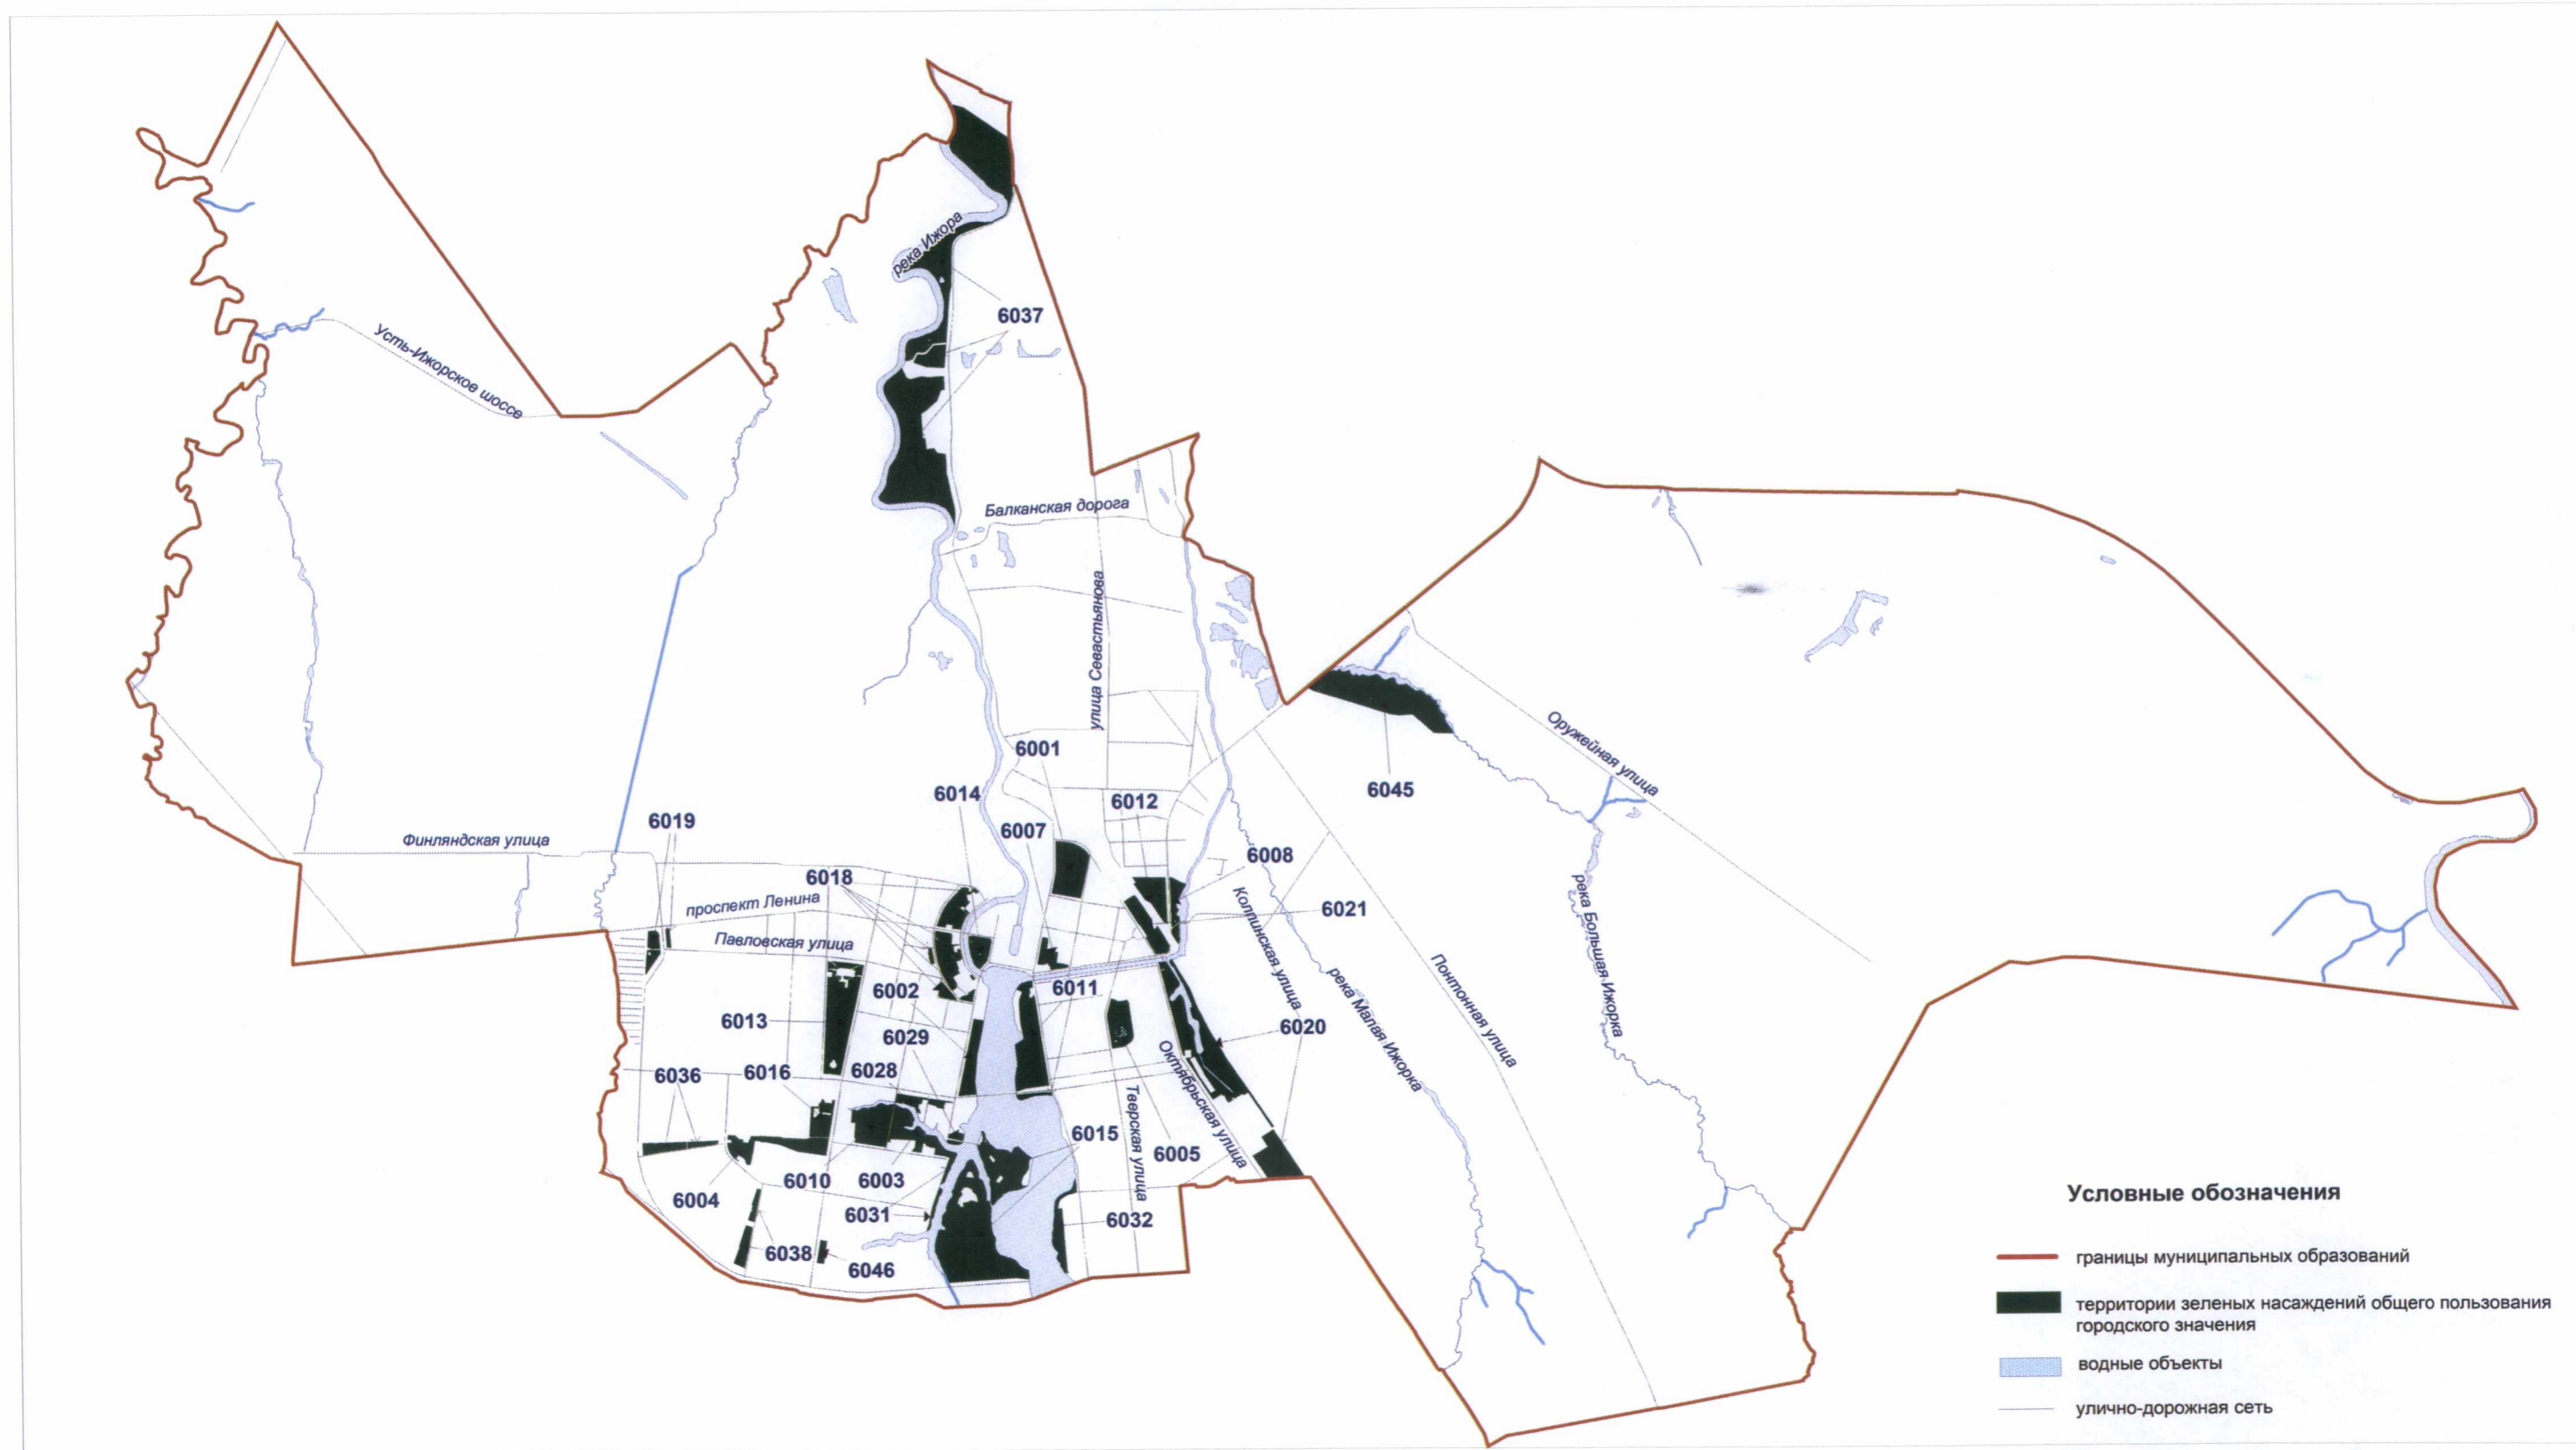 река Ижора
6037
Усть-Ижорское шоссе
Балканская дорога
улица Севастьянова
6001
Оружейная улица
6045
6014
6012
6019
6007
Финляндская улица
6008
6018
Колпинская улица
река Большая Ижорка
проспект Ленина
6021
Павловская улица
Понтонная улица
река Малая Ижорка
6002
6011
6013
6020
6029
Октябрьская улица
6036
6016
6028
Тверская улица
6015
6005
6010
6003
6004
6031
6032
6038
6046
Условные обозначения
границы муниципальных образований
территории зеленых насаждений общего пользования
городского значения
водные объекты
улично-дорожная сеть